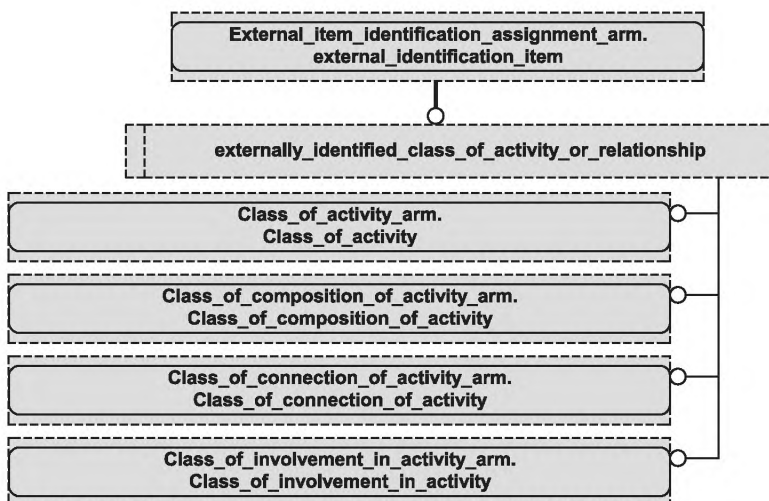 External_item_identification_assignment_arm.
external_identification_item
externally_identified_class_of_activity_or_relationship
Class_of_activity_arm.
Class_of_activity
Class_of_composition_of_activity_arm.
Class_of_composition_of_activity
Class_of_connection_of_activity_arm.
Class_of_connection_of_activity
Class_of_involvement_in_activity_arm.
Class_of_involvement_in_activity